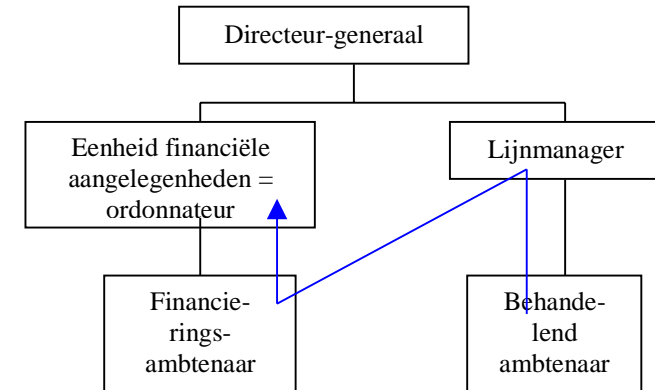 Directeur-generaal
Eenheid financiële
aangelegenheden =
ordonnateur
Lijnmanager
Financie-
rings-
ambtenaar
Behande-
lend
ambtenaar